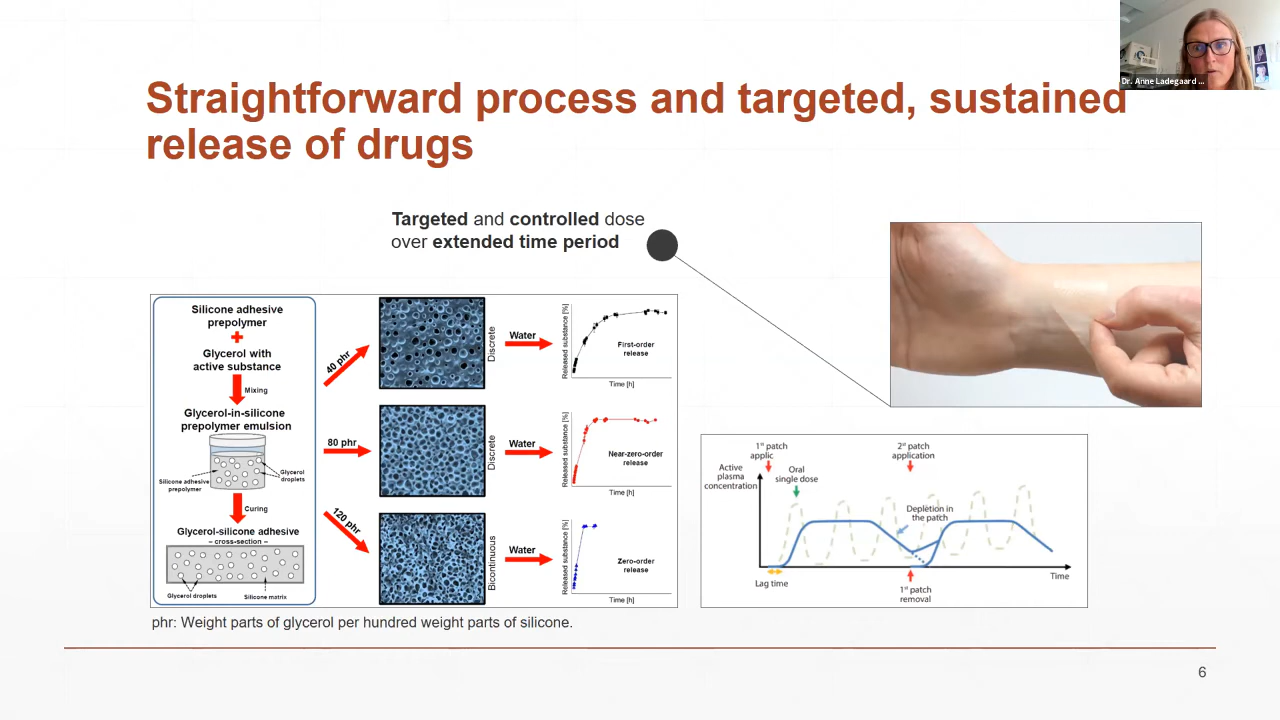 Dr. Anne Ladegaard ...
Straightforward process and targeted, sustained
release of drugs
Targeted and controlled dose
over extended time period
Silicone adhesive
prepolymer
+
Glycerol with
active substance
Mixing
Glycerol-in-silicone
prepolymer emulsion
Silicone adhesive
prepolymer
Glycerol
droplets
Curing
Glycerol-silicone adhesive
– cross-section –
Glycerol droplets
Silicone matrix
40 phr
Discrete
Water
Released substance [%]
First-order
release
Time [h]
80 phr
Discrete
Water
Released substance [%]
Near-zero-order
release
Time [h]
120 phr
Bicontinuous
Water
Released substance [%]
Zero-order
release
Time [h]
1st patch
applic
2st patch
application
Active
plasma
concentration
Oral
single dose
Depletion in
the patch
Lag time
Time
1st patch
removal
phr: Weight parts of glycerol per hundred weight parts of silicone.
6